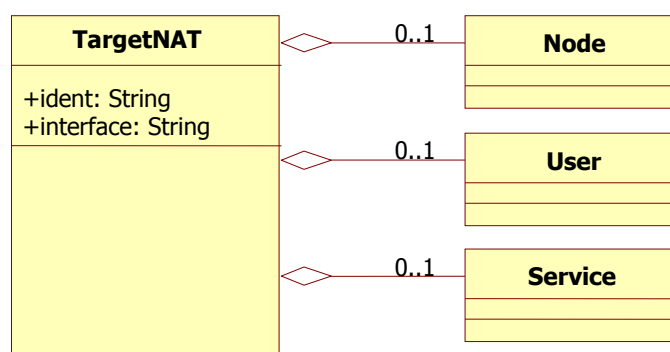 TargetNAT
+ident: String
+interface: String
0..1
Node
0..1
User
0..1
Service